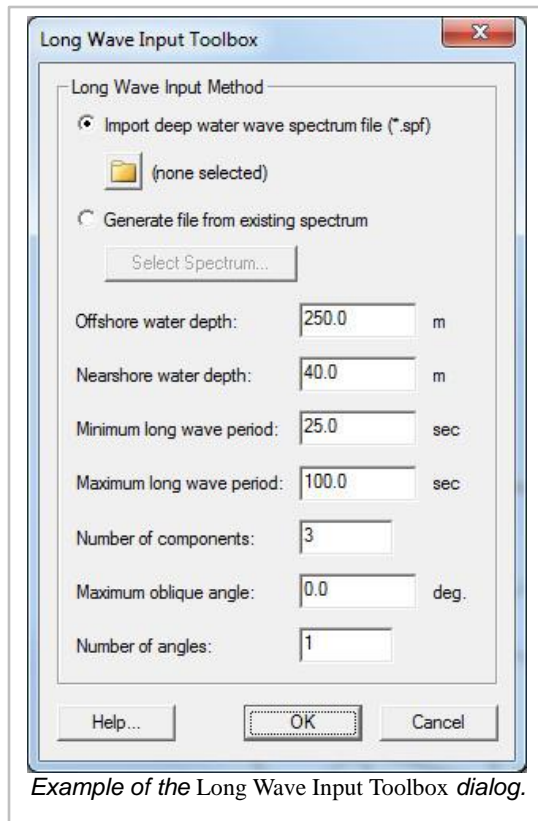 Long Wave Input Toolbox
Long Wave Input Method
Import deep water wave spectrum file (*.spf)
(none selected)
Generate file from existing spectrum
Select Spectrum...
Offshore water depth: 250.0 m
Nearshore water depth: 40.0 m
Minimum long wave period: 25.0 sec
Maximum long wave period: 100.0 sec
Number of components: 3
Maximum oblique angle: 0.0 deg.
Number of angles: 1
Help... OK Cancel
Example of the Long Wave Input Toolbox dialog.